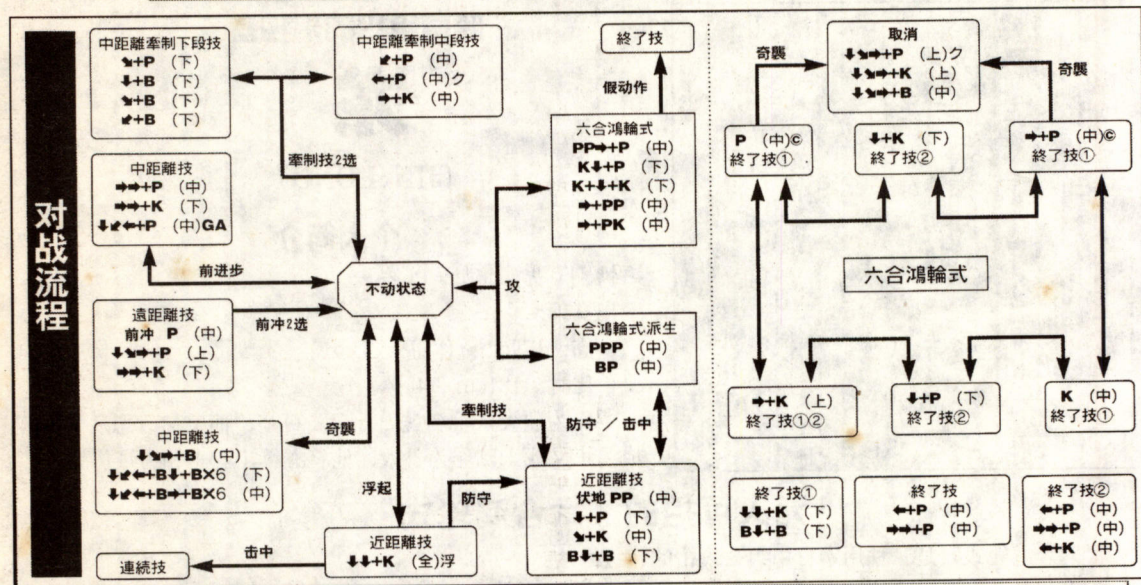 对战流程
中距離牽制下段技
⬊+P (下)
⬇+B (下)
⬊+B (下)
⬋+B (下)
中距離牽制中段技
⬋+P (中)
⬅+P (中)ク
➡+K (中)
牽制技2选
中距離技
➡➡+P (中)
➡➡+K (下)
⬇⬋⬅+P (中)GA
前进步
不动状态
遠距離技
前冲 P (中)
⬇⬊➡+P (上)
➡➡+K (下)
前冲2选
中距離技
⬇⬊➡+B (中)
⬇⬋⬅+B⬇+B×6 (下)
⬇⬋⬅+B➡+B×6 (中)
奇襲
浮起
牽制技
連続技
击中
近距離技
⬇⬇+K (全)浮
防守
終了技
假动作
六合鴻輪式
PP➡+P (中)
K⬇+P (下)
K+⬇+K (下)
➡+PP (中)
➡+PK (中)
攻
六合鴻輪式派生
PPP (中)
BP (中)
防守/击中
近距離技
伏地 PP (中)
⬇+P (下)
⬊+K (中)
B⬇+B (下)
取消
⬇⬊➡+P (上)ク
⬇⬊➡+K (上)
⬇⬊➡+B (中)
奇襲
奇襲
P (中)©
終了技①
⬇+K (下)
終了技②
➡+P (中)©
終了技①
六合鴻輪式
➡+K (上)
終了技①②
⬇+P (下)
終了技②
K (中)
終了技①
終了技①
⬇⬇+K (下)
B⬇+B (下)
終了技
⬅+P (中)
➡➡+P (中)
終了技②
⬅+P (中)
➡➡+P (中)
⬅+K (中)